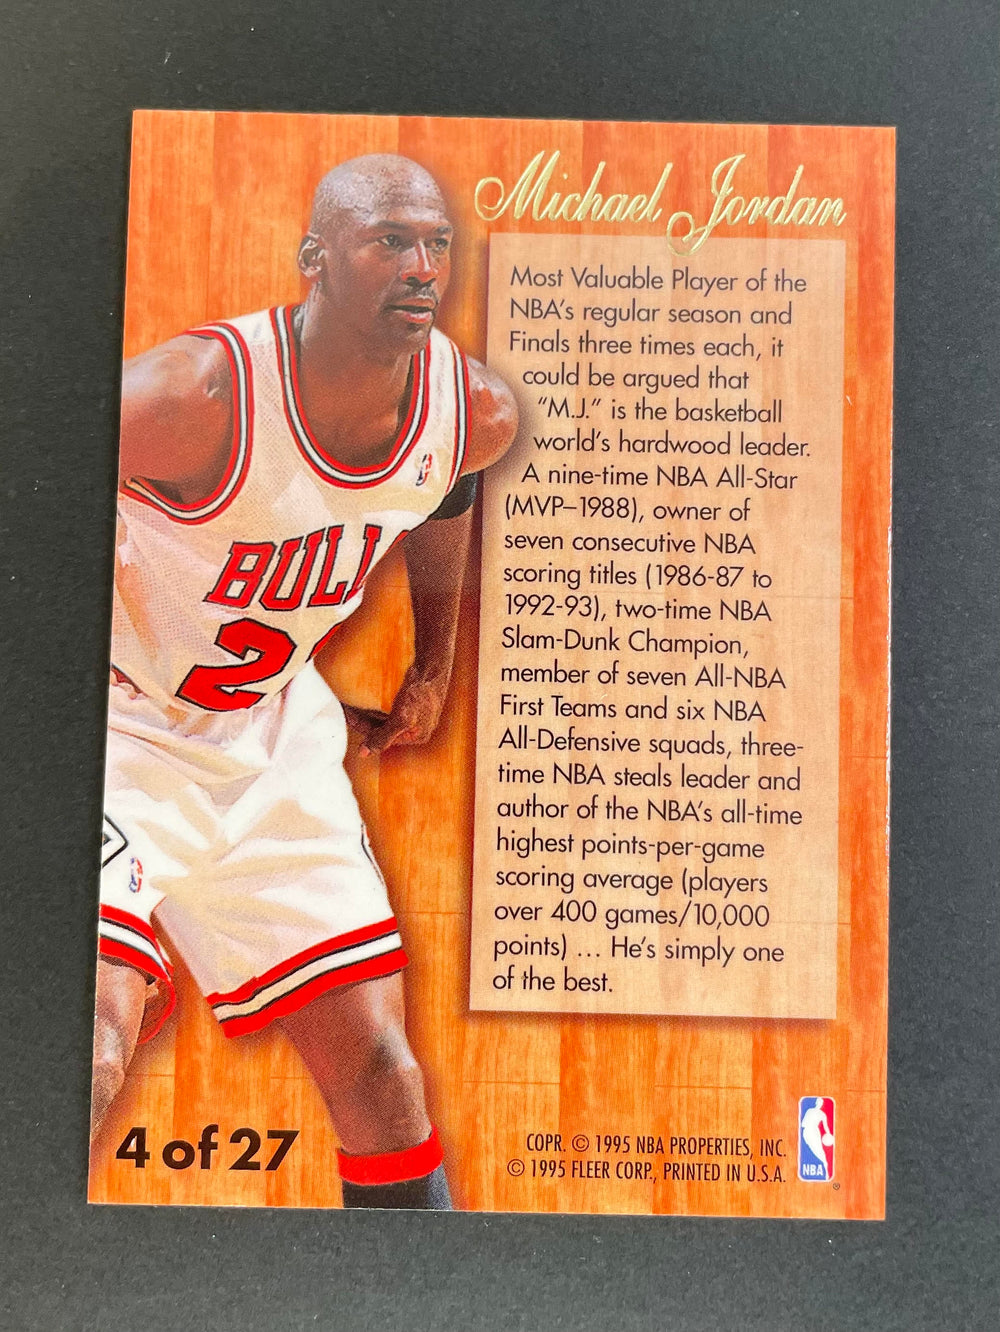 Michael Jordan
Most Valuable Player of the
NBA's regular season and
Finals three times each, it
could be argued that
"M.J." is the basketball
world's hardwood leader.
A nine-time NBA All-Star
(MVP–1988), owner of
seven consecutive NBA
scoring titles (1986-87 to
1992-93), two-time NBA
Slam-Dunk Champion,
member of seven All-NBA
First Teams and six NBA
All-Defensive squads, three-
time NBA steals leader and
author of the NBA's all-time
highest points-per-game
scoring average (players
over 400 games/10,000
points) ... He's simply one
of the best.
BULL
2
4 of 27
COPR. © 1995 NBA PROPERTIES, INC.
© 1995 FLEER CORP., PRINTED IN U.S.A.
NBA
®